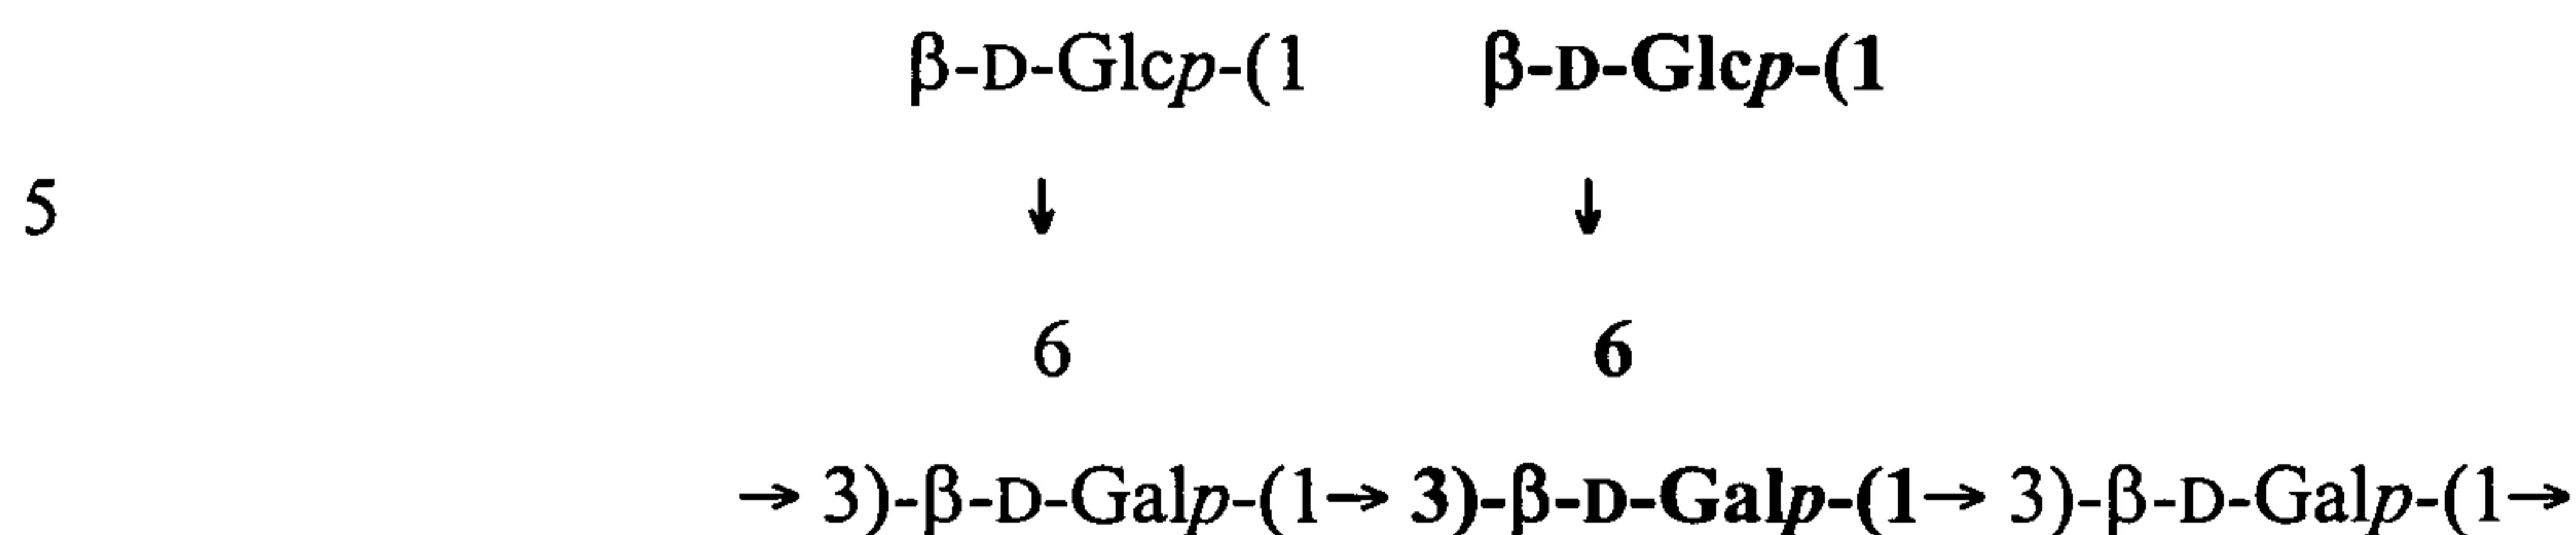 β-D-Glcp-(1 β-D-Glcp-(1
5 ↓ ↓
6 6
→ 3)-β-D-Galp-(1→ 3)-β-D-Galp-(1→ 3)-β-D-Galp-(1→